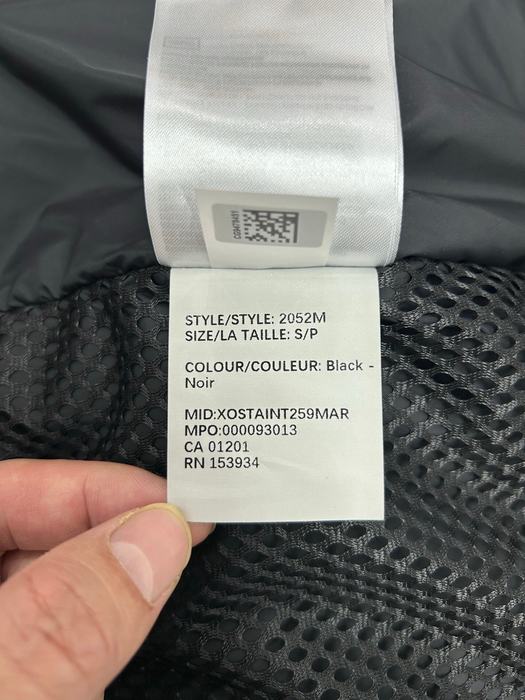 STYLE/STYLE: 2052M
SIZE/LA TAILLE: S/P
COLOUR/COULEUR: Black -
Noir
MID:XOSTAINT259MAR
MPO:000093013
CA 01201
RN 153934